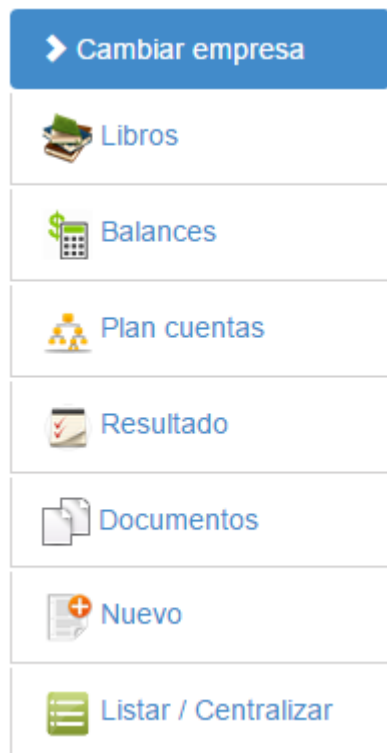 Cambiar empresa
Libros
Balances
Plan cuentas
Resultado
Documentos
Nuevo
Listar / Centralizar